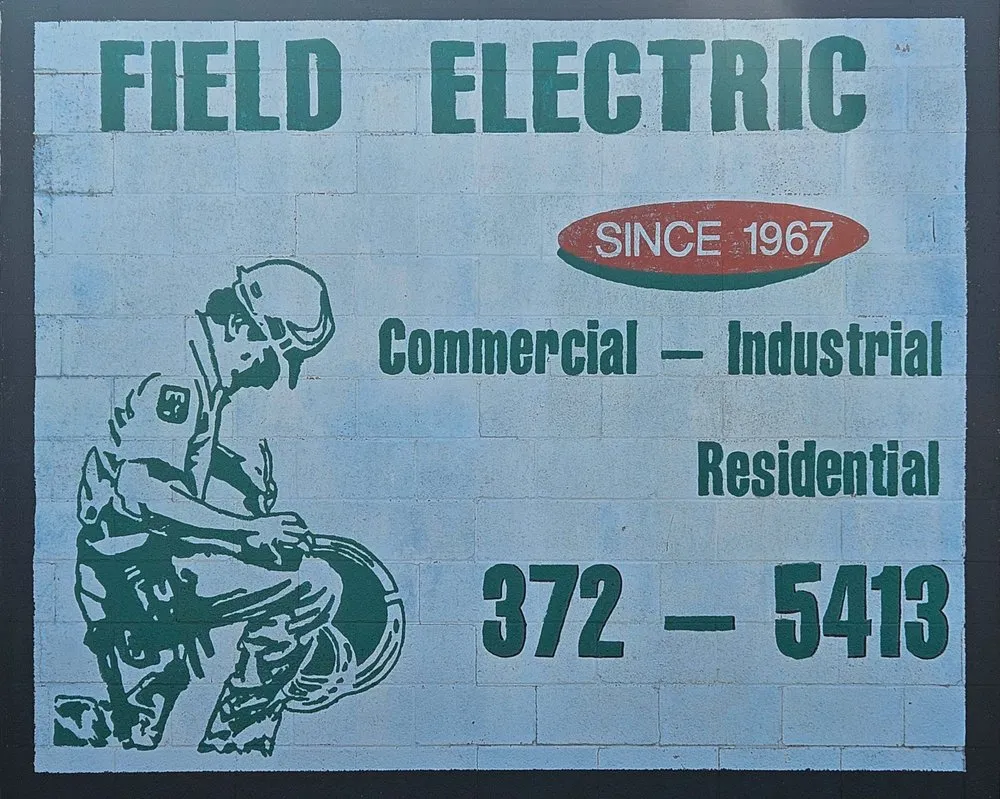 FIELD ELECTRIC
SINCE 1967
Commercial — Industrial
Residential
372 — 5413